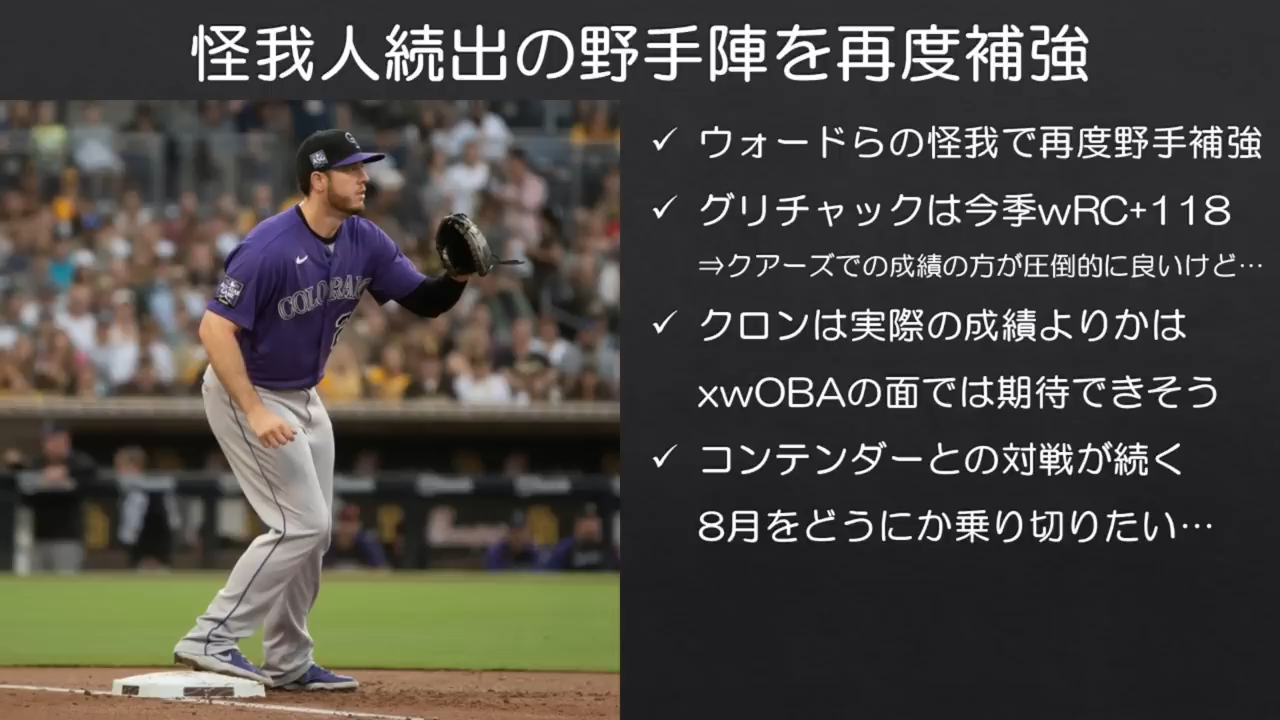 怪我人続出の野手陣を再度補強
✓ ウォードらの怪我で再度野手補強
✓ グリチャックは今季wRC+118
⇒クアーズでの成績の方が圧倒的に良いけど…
✓ クロンは実際の成績よりかは
xwOBAの面では期待できそう
✓ コンテンダーとの対戦が続く
8月をどうにか乗り切りたい…
COLORADO